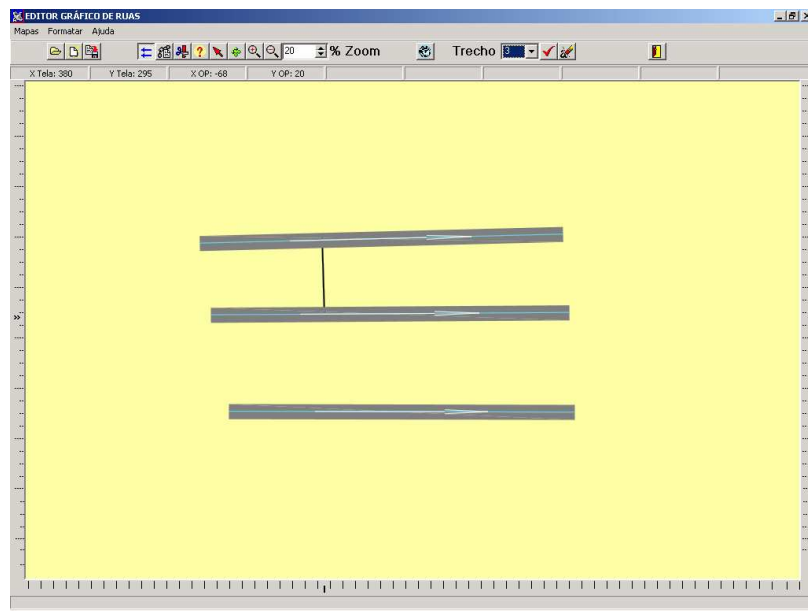 EDITOR GRÁFICO DE RUAS
Mapas Formatar Ajuda
20 % Zoom Trecho 3
X Tela: 380 Y Tela: 295 X OP: -68 Y OP: 20